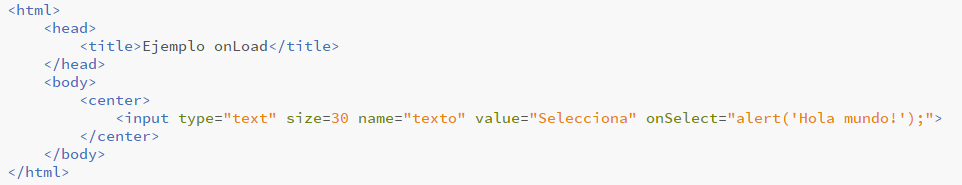 <html>
    <head>
        <title>Ejemplo onLoad</title>
    </head>
    <body>
        <center>
            <input type="text" size=30 name="texto" value="Selecciona" onSelect="alert('Hola mundo!');">
        </center>
    </body>
</html>